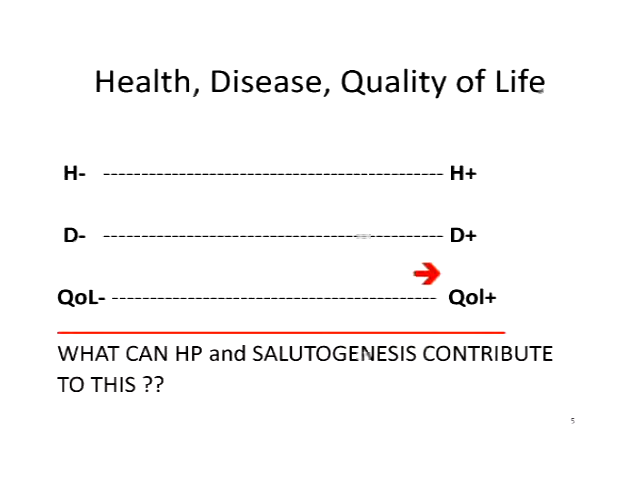 Health, Disease, Quality of Life
H- --------------------------------------------- H+
D- --------------------------------------------- D+
QoL- ------------------------------------------- Qol+
WHAT CAN HP and SALUTOGENESIS CONTRIBUTE
TO THIS ??
5